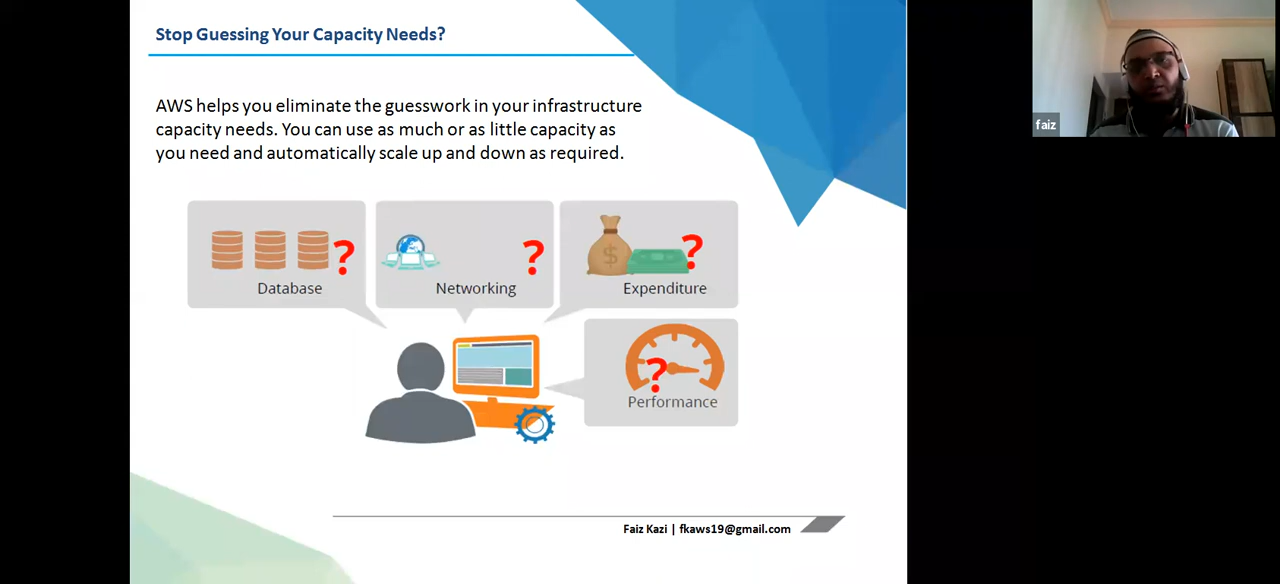 Stop Guessing Your Capacity Needs?
AWS helps you eliminate the guesswork in your infrastructure
capacity needs. You can use as much or as little capacity as
you need and automatically scale up and down as required.
? ? $ ?
Database Networking Expenditure
?
Performance
Faiz Kazi | fkaws19@gmail.com
faiz